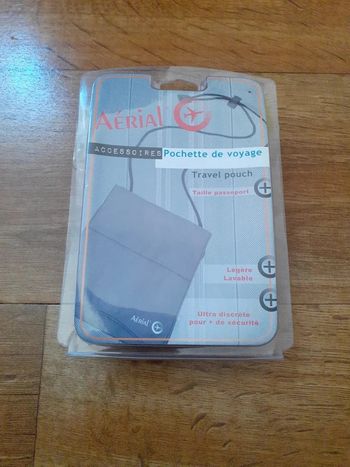 Aérial
ACCESSOIRES Pochette de voyage
Travel pouch
Taille passeport
Légère
Lavable
Ultra discrète
pour + de sécurité
Aérial